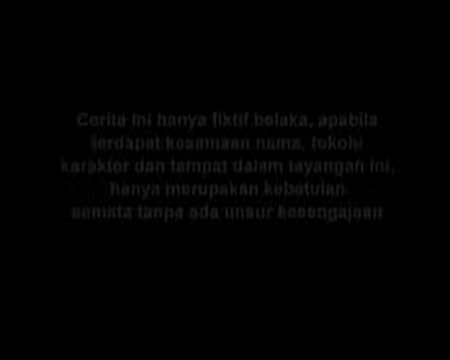 Cerita ini hanya fiktif belaka, apabila
terdapat kesamaan nama, tokoh/
karakter dan tempat dalam tayangan ini,
hanya merupakan kebetulan
semata tanpa ada unsur kesengajaan